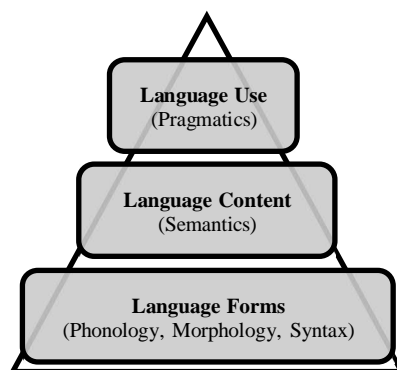 Language Use
(Pragmatics)
Language Content
(Semantics)
Language Forms
(Phonology, Morphology, Syntax)